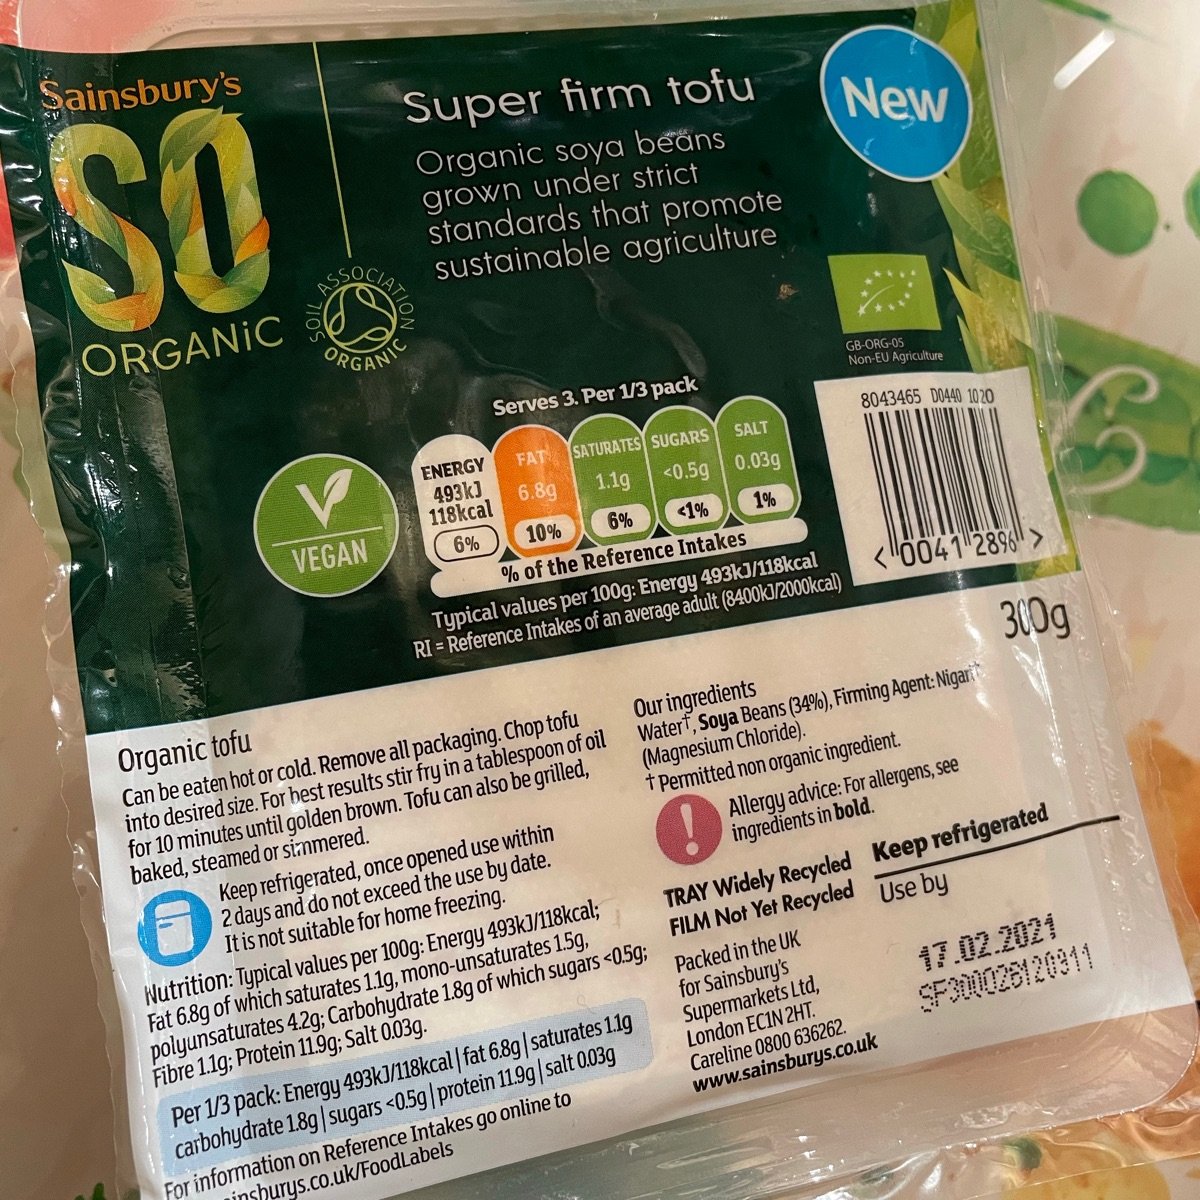 Sainsbury's
SO
ORGANiC
SOIL ASSOCIATION
ORGANIC
Super firm tofu
Organic soya beans
grown under strict
standards that promote
sustainable agriculture
New
GB-ORG-05
Non-EU Agriculture
8043465 D0440 1020
< 0041 2896 >
Serves 3. Per 1/3 pack
ENERGY
493kJ
118kcal
6%
FAT
6.8g
10%
SATURATES
1.1g
6%
SUGARS
<0.5g
<1%
SALT
0.03g
1%
% of the Reference Intakes
Typical values per 100g: Energy 493kJ/118kcal
RI = Reference Intakes of an average adult (8400kJ/2000kcal)
V
VEGAN
300g
Organic tofu
Can be eaten hot or cold. Remove all packaging. Chop tofu
into desired size. For best results stir fry in a tablespoon of oil
for 10 minutes until golden brown. Tofu can also be grilled,
baked, steamed or simmered.
Keep refrigerated, once opened use within
2 days and do not exceed the use by date.
It is not suitable for home freezing.
Nutrition: Typical values per 100g: Energy 493kJ/118kcal;
Fat 6.8g of which saturates 1.1g, mono-unsaturates 1.5g,
polyunsaturates 4.2g; Carbohydrate 1.8g of which sugars <0.5g;
Fibre 1.1g; Protein 11.9g; Salt 0.03g.
Per 1/3 pack: Energy 493kJ/118kcal | fat 6.8g | saturates 1.1g
carbohydrate 1.8g | sugars <0.5g | protein 11.9g | salt 0.03g
For information on Reference Intakes go online to
insburys.co.uk/FoodLabels
Our ingredients
Water†, Soya Beans (34%), Firming Agent: Nigari†
(Magnesium Chloride).
† Permitted non organic ingredient.
!
Allergy advice: For allergens, see
ingredients in bold.
TRAY Widely Recycled
FILM Not Yet Recycled
Packed in the UK
for Sainsbury's
Supermarkets Ltd,
London EC1N 2HT.
Careline 0800 636262.
www.sainsburys.co.uk
Keep refrigerated
Use by
17.02.2021